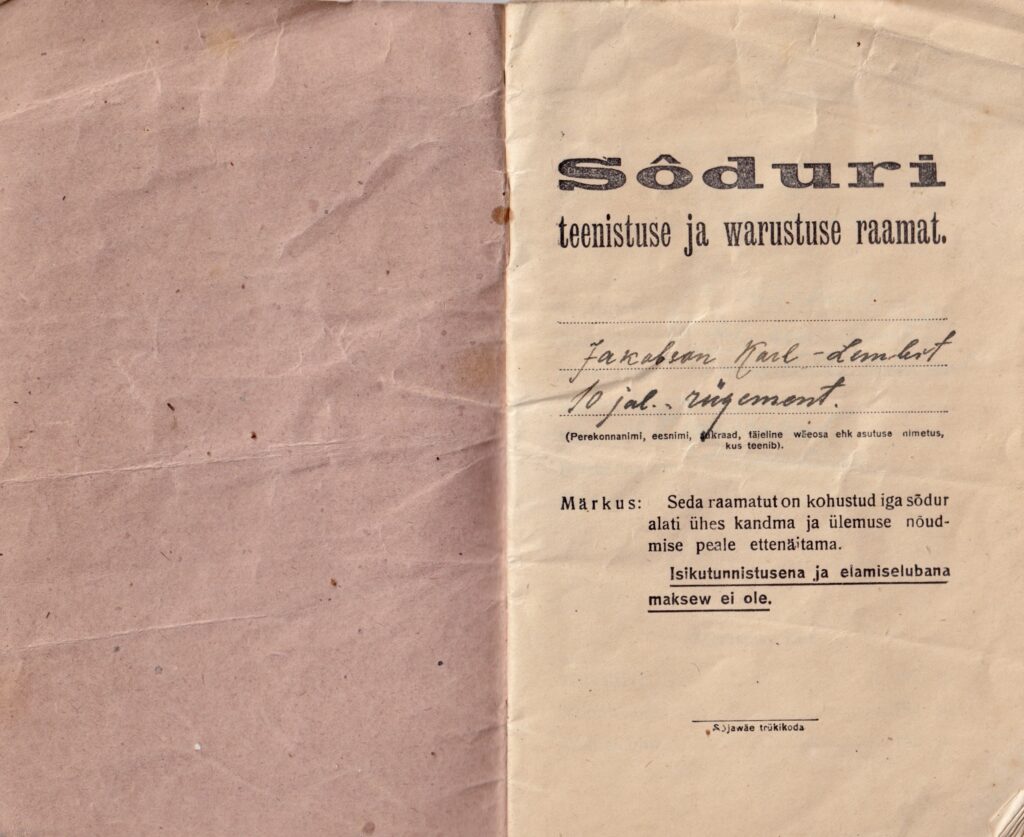 Sôduri
teenistuse ja warustuse raamat.
Jakobson Karl-Lembit
10 jal. rügement.
(Perekonnanimi, eesnimi, aukraad, täieline wäeosa ehk asutuse nimetus,
kus teenib).
Märkus: Seda raamatut on kohustud iga sõdur
alati ühes kandma ja ülemuse nõud-
mise peale ettenäitama.
Isikutunnistusena ja elamiselubana
maksew ei ole.
Sõjawäe trükikoda